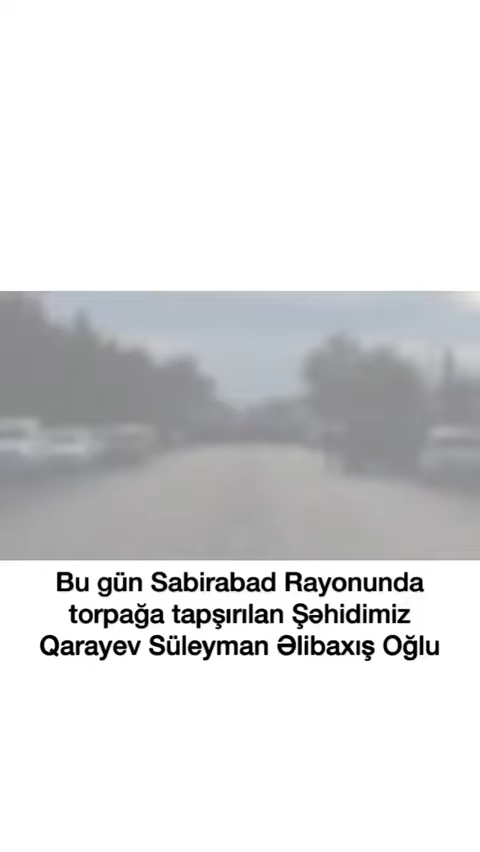 Bu gün Sabirabad Rayonunda
torpağa tapşırılan Şəhidimiz
Qarayev Süleyman Əlibaxış Oğlu